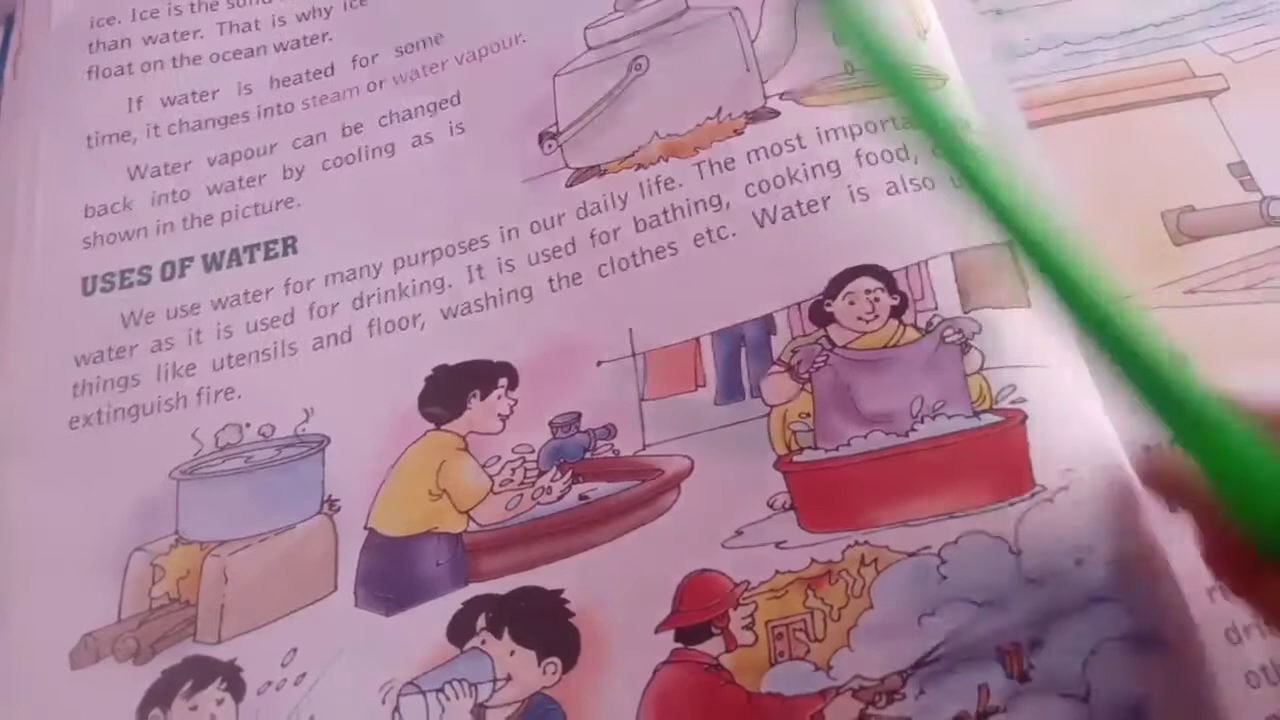 ice. Ice is the
than water. That is why ice
float on the ocean water.
If water is heated for some
time, it changes into steam or water vapour.
Water vapour can be changed
back into water by cooling as is
shown in the picture.
USES OF WATER
We use water for many purposes in our daily life. The most
water as it is used for drinking. It is used for bathing, cooking food,
things like utensils and floor, washing the clothes etc. Water is also
extinguish fire.